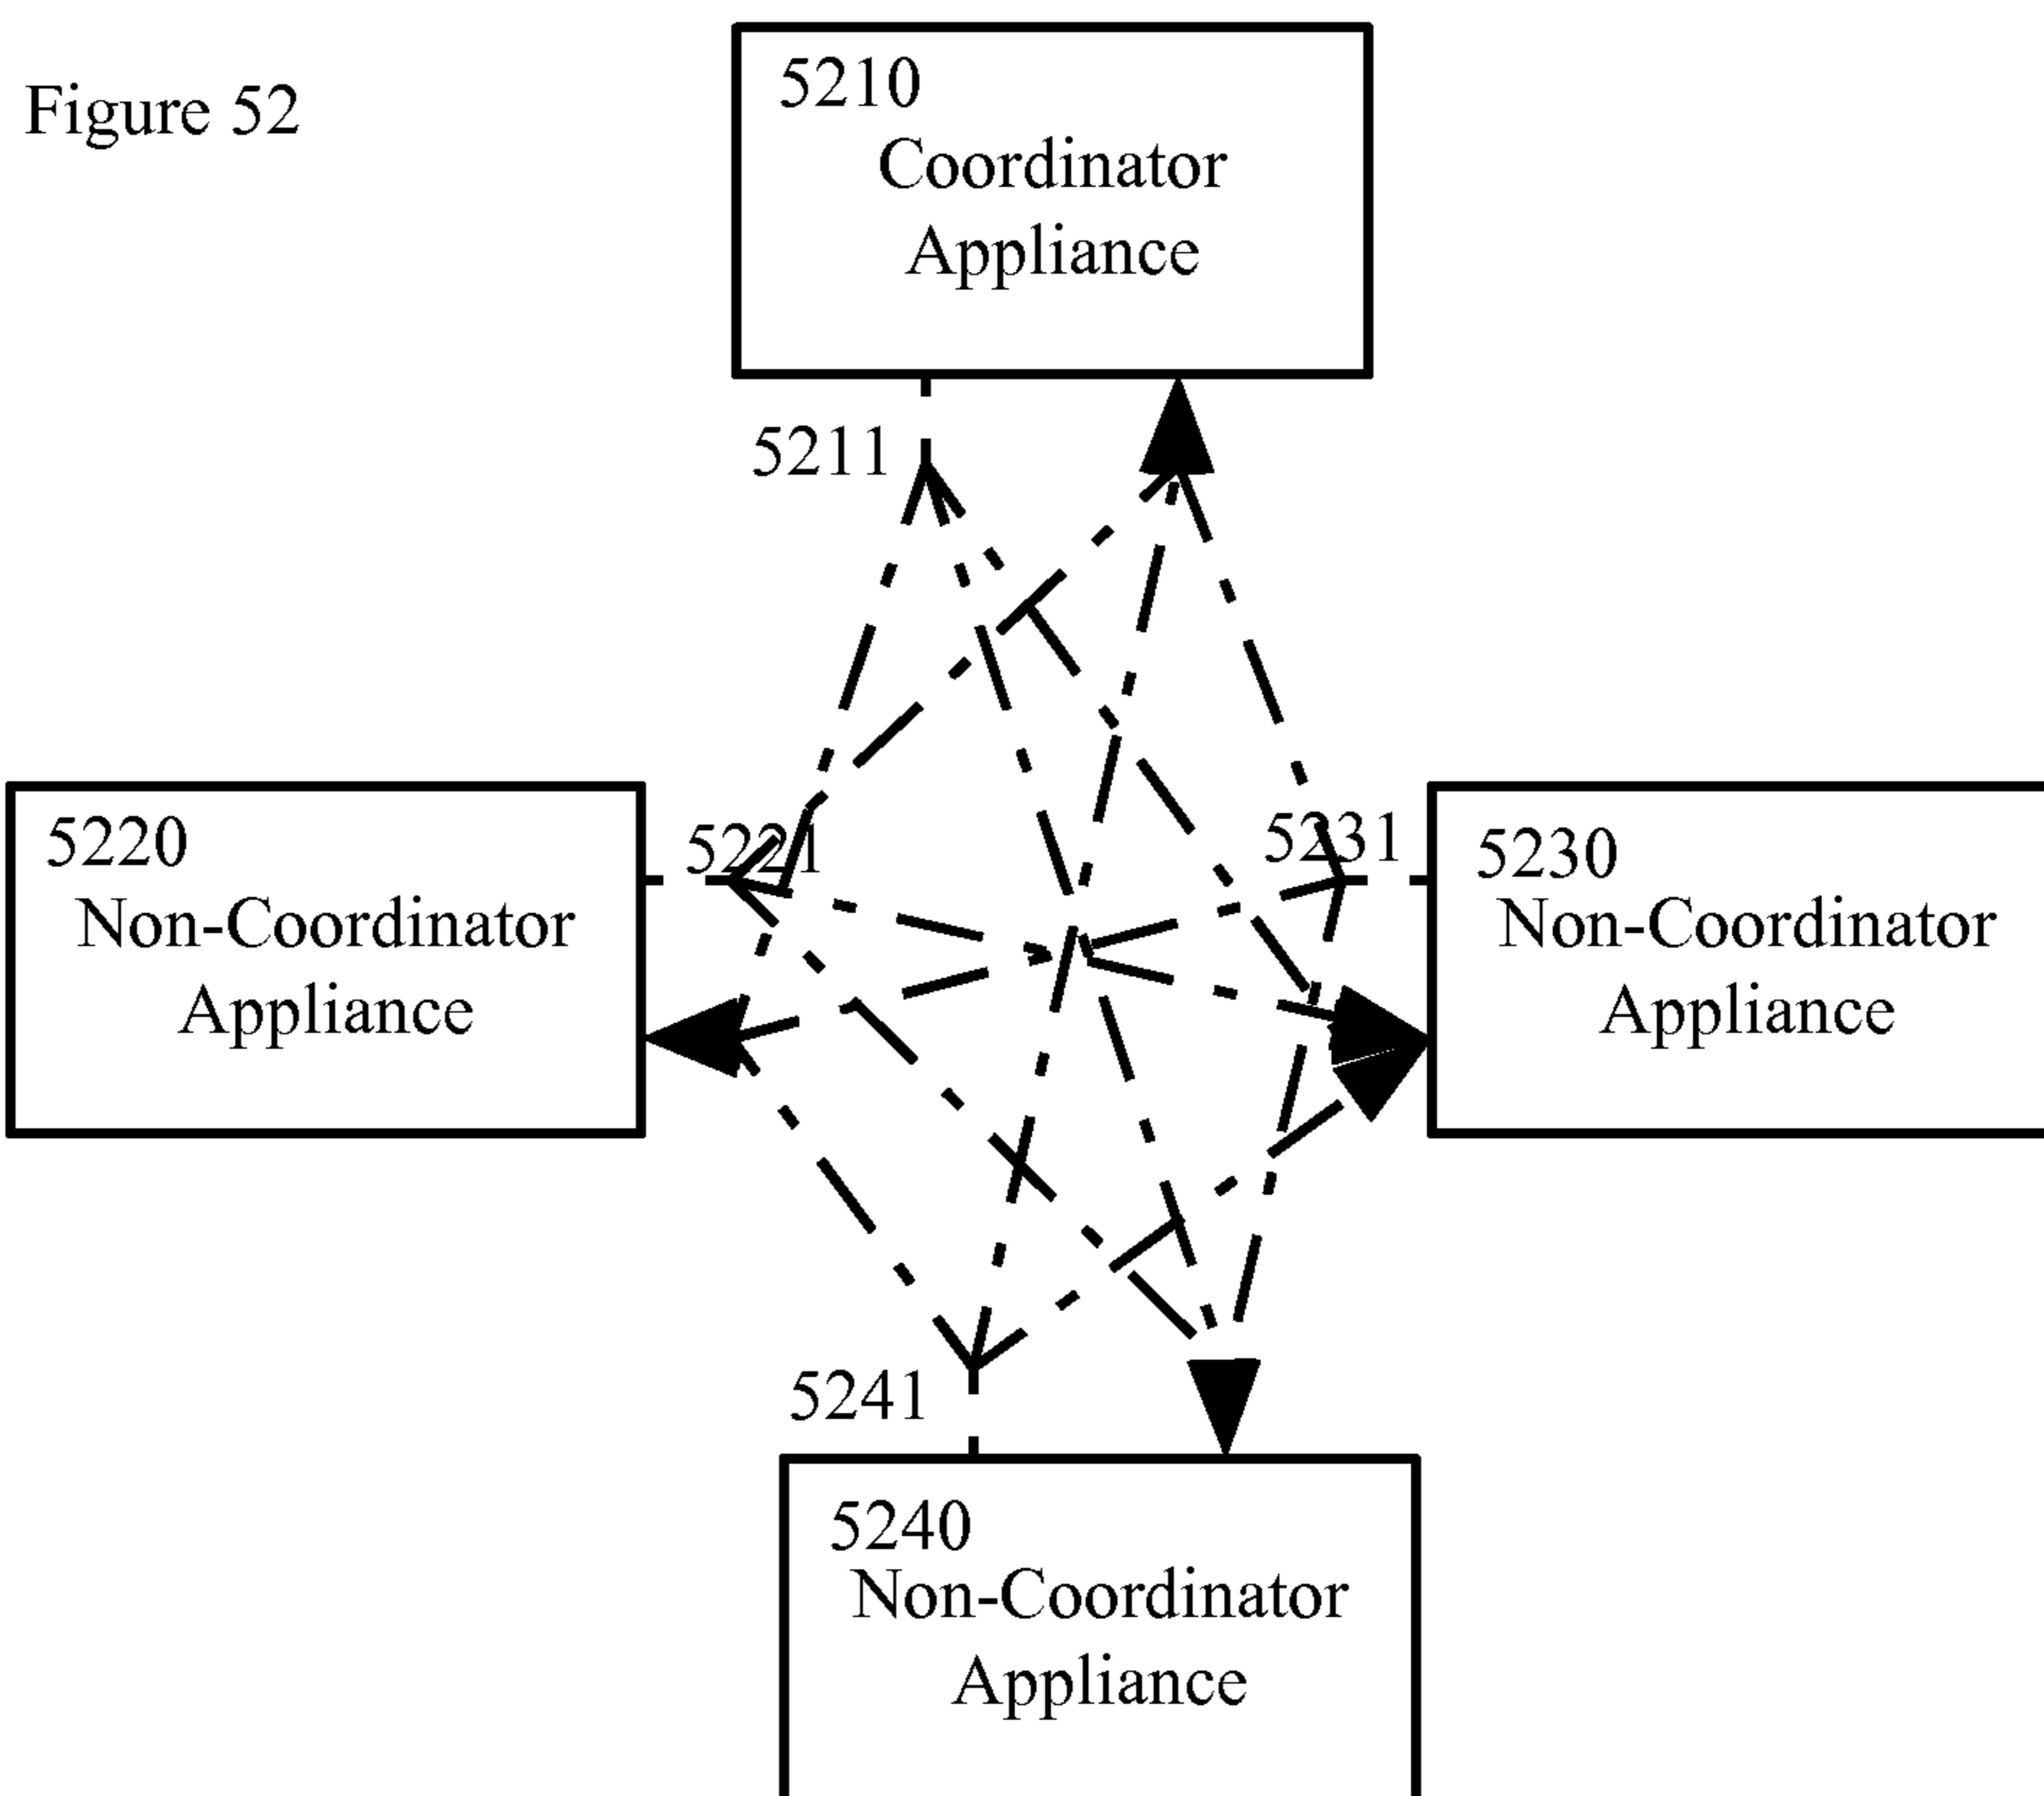 Figure 52
5210
Coordinator
Appliance
5211
5220
Non-Coordinator
Appliance
5221
5231
5230
Non-Coordinator
Appliance
5241
5240
Non-Coordinator
Appliance